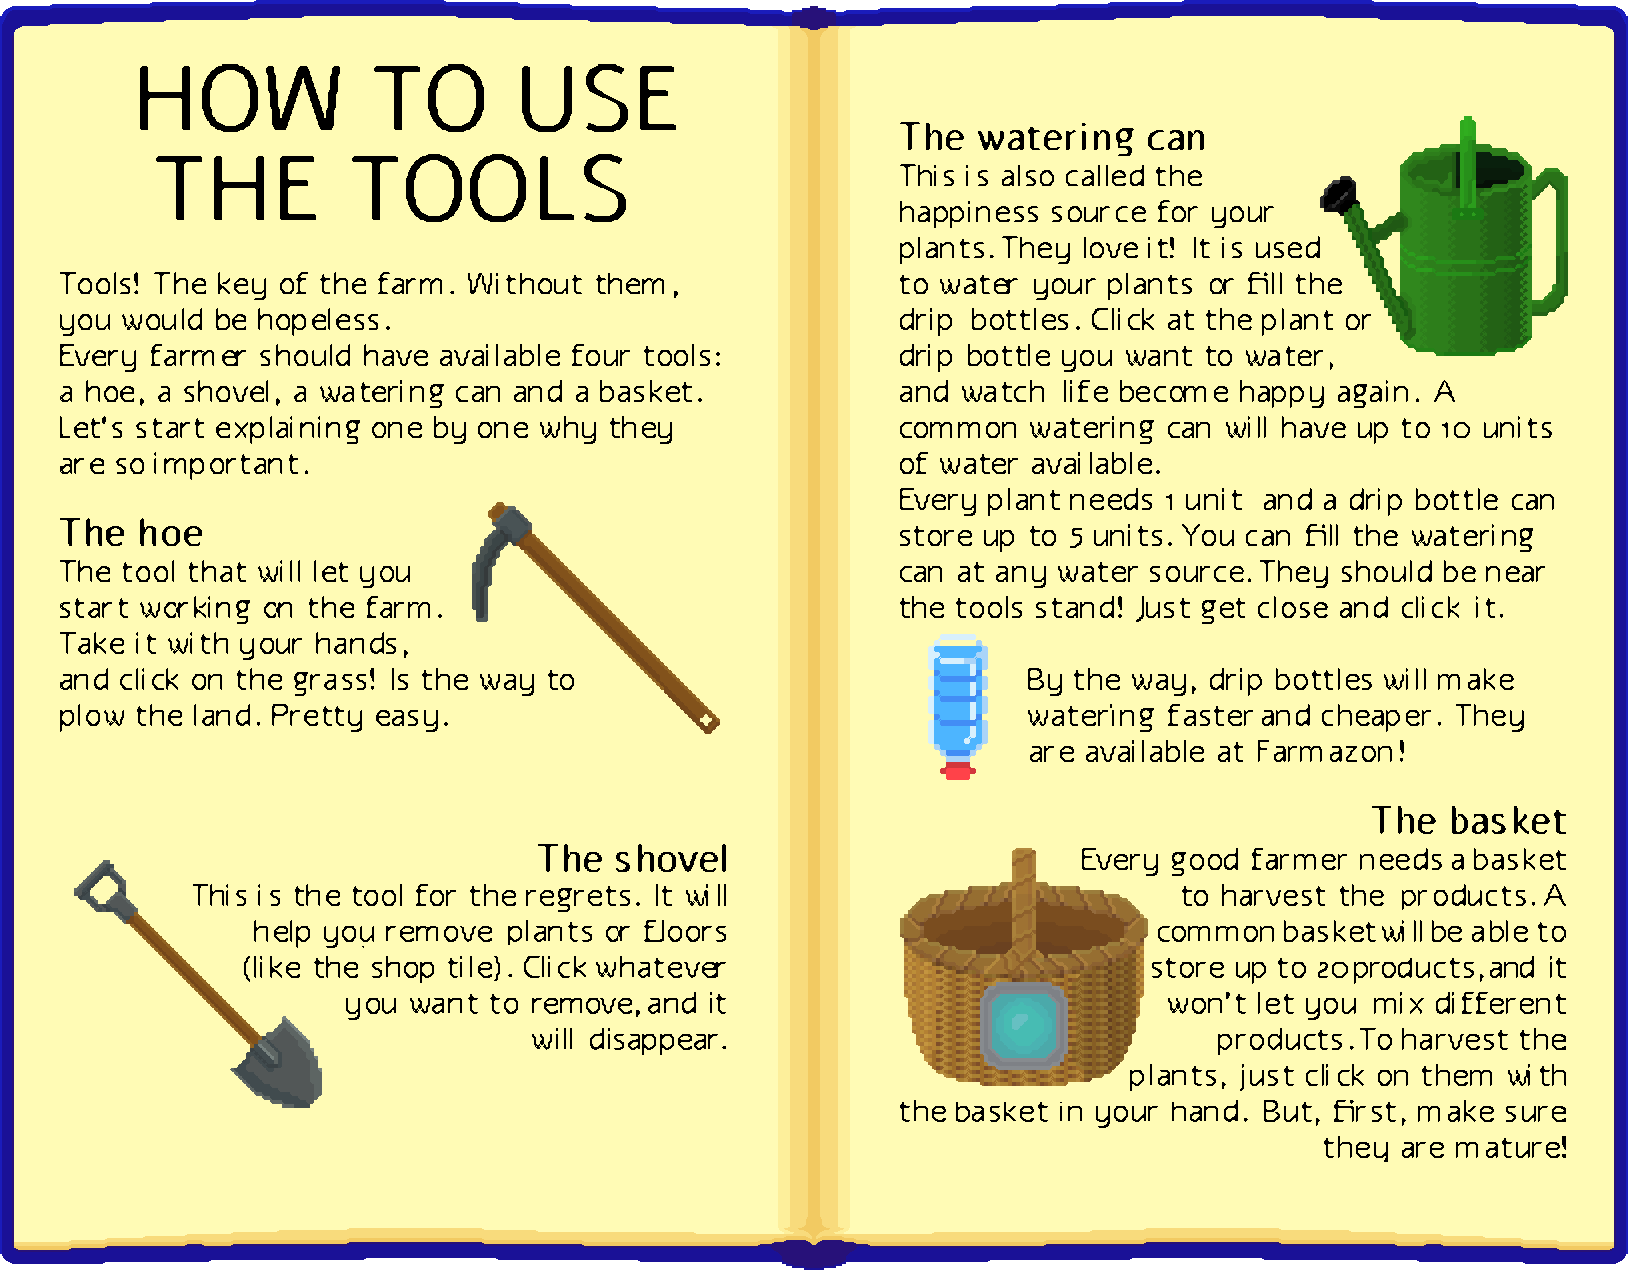 HOW TO USE
THE TOOLS
Tools! The key of the farm. Without them,
you would be hopeless.
Every farmer should have available four tools:
a hoe, a shovel, a watering can and a basket.
Let's start explaining one by one why they
are so important.
The hoe
The tool that will let you
start working on the farm.
Take it with your hands,
and click on the grass! Is the way to
plow the land. Pretty easy.
The shovel
This is the tool for the regrets. It will
help you remove plants or floors
(like the shop tile). Click whatever
you want to remove, and it
will disappear.
The watering can
This is also called the
happiness source for your
plants. They love it! It is used
to water your plants or fill the
drip bottles. Click at the plant or
drip bottle you want to water,
and watch life become happy again. A
common watering can will have up to 10 units
of water available.
Every plant needs 1 unit and a drip bottle can
store up to 5 units. You can fill the watering
can at any water source. They should be near
the tools stand! Just get close and click it.
By the way, drip bottles will make
watering faster and cheaper. They
are available at Farmazon!
The basket
Every good farmer needs a basket
to harvest the products. A
common basket will be able to
store up to 20 products, and it
won't let you mix different
products. To harvest the
plants, just click on them with
the basket in your hand. But, first, make sure
they are mature!